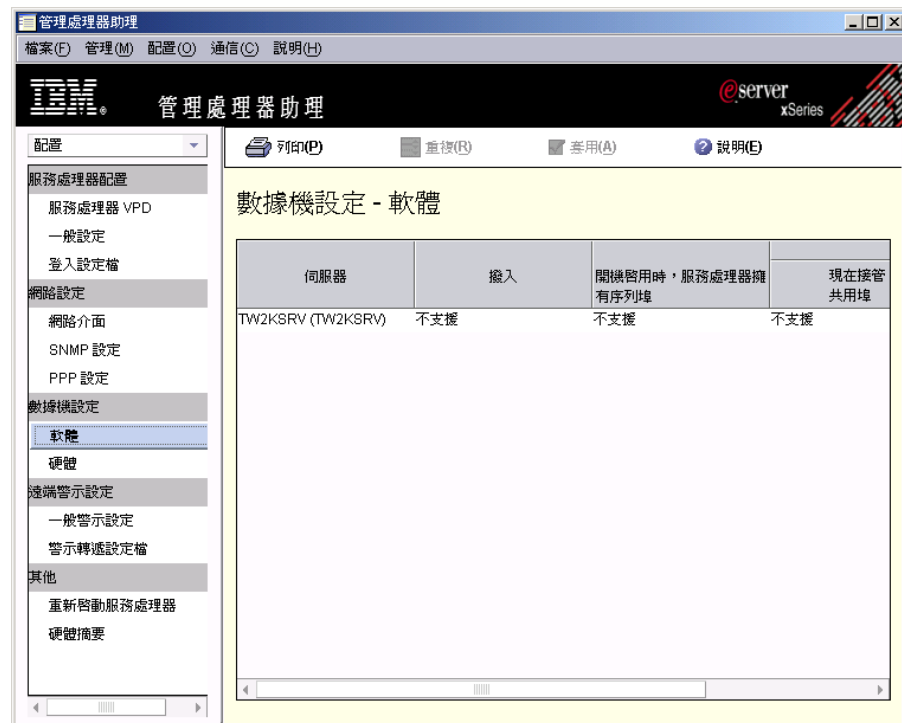 管理處理器助理
檔案(F) 管理(M) 配置(O) 通信(C) 說明(H)
IBM® 管理處理器助理
eserver
xSeries
配置
列印(P) 重複(R) 套用(A) 說明(E)
服務處理器配置
服務處理器 VPD
一般設定
登入設定檔
網路設定
網路介面
SNMP 設定
PPP 設定
數據機設定
軟體
硬體
遠端警示設定
一般警示設定
警示轉遞設定檔
其他
重新啓動服務處理器
硬體摘要
數據機設定 - 軟體
伺服器 撥入 開機啓用時,服務處理器擁有序列埠 現在接管共用埠
TW2KSRV (TW2KSRV) 不支援 不支援 不支援